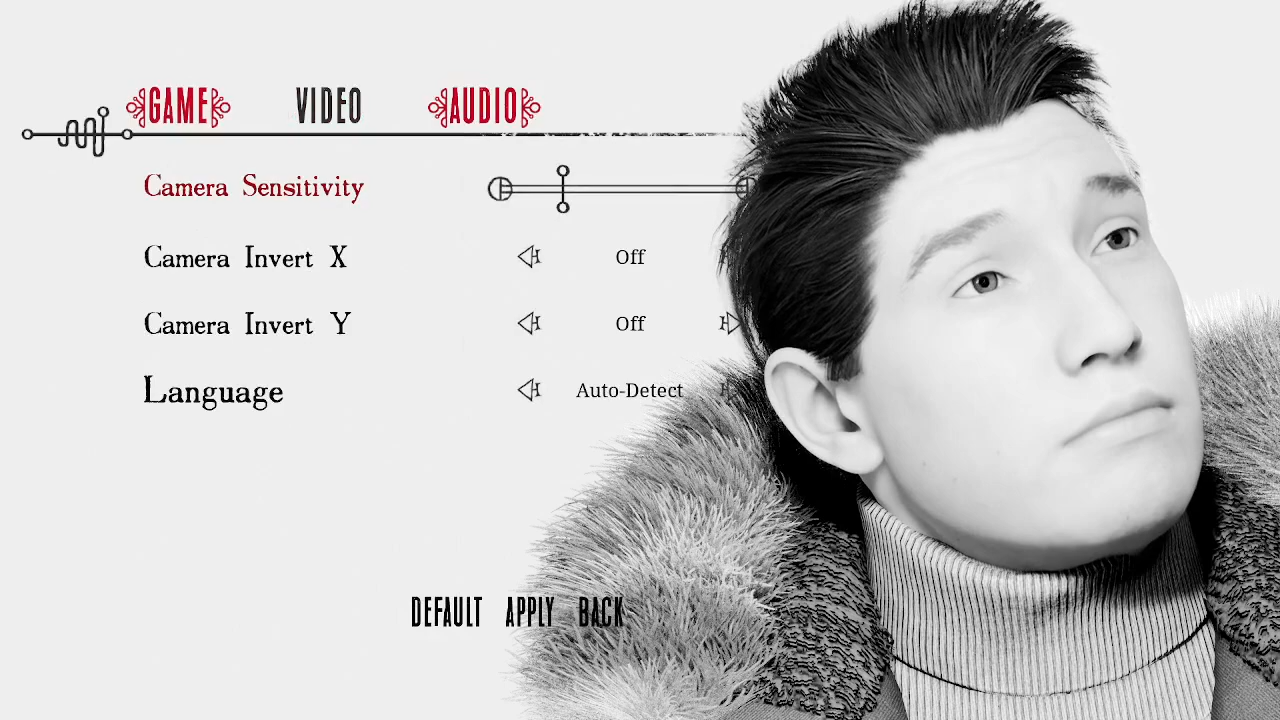 GAME VIDEO AUDIO
Camera Sensitivity
Camera Invert X Off
Camera Invert Y Off
Language Auto-Detect
DEFAULT APPLY BACK